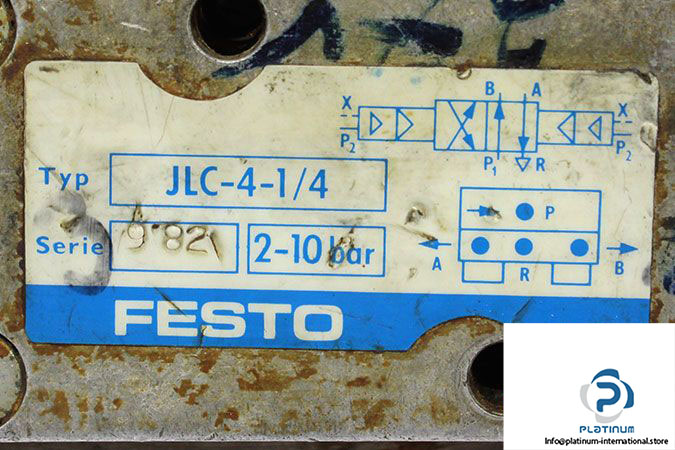 B A
X X
P2 P2
P1 R
Typ JLC-4-1/4
P
Serie 9.82 2-10 bar
A R B
FESTO
P
PLATINUM
Info@platinum-international.store